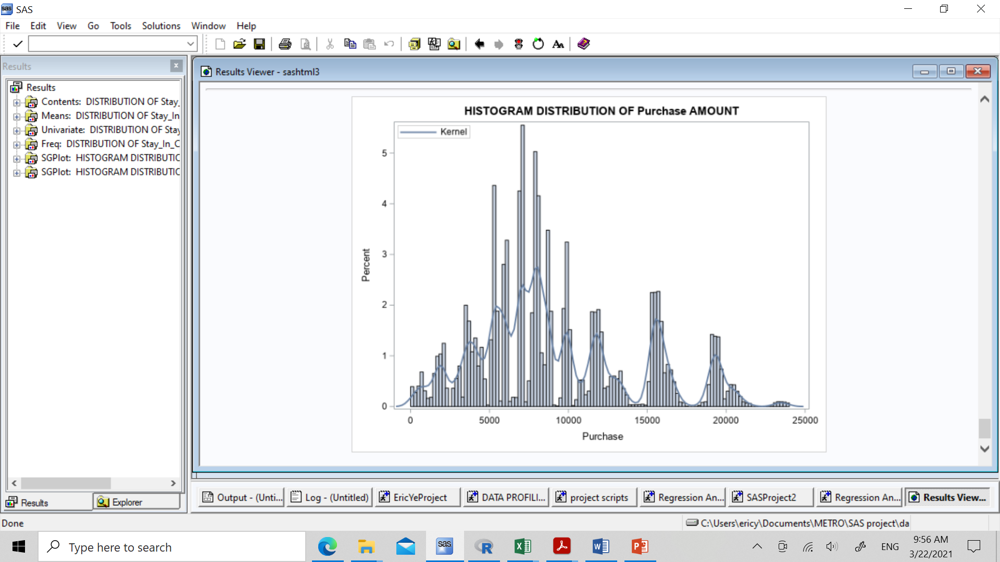 SAS
File Edit View Go Tools Solutions Window Help
Results
Results
Contents: DISTRIBUTION OF Stay_
Means: DISTRIBUTION OF Stay_In
Univariate: DISTRIBUTION OF Stay
Freq: DISTRIBUTION OF Stay_In_C
SGPlot: HISTOGRAM DISTRIBUTIO
SGPlot: HISTOGRAM DISTRIBUTIO
Results
Explorer
Results Viewer - sashtml3
HISTOGRAM DISTRIBUTION OF Purchase AMOUNT
Kernel
5
4
3
2
1
0
Percent
0 5000 10000 15000 20000 25000
Purchase
Output - (Unti... Log - (Untitled) EricYeProject DATA PROFILI... project scripts Regression An... SASProject2 Regression An... Results View...
Done
C:\Users\ericy\Documents\METRO\SAS project\da
Type here to search
sas
ENG
9:56 AM
3/22/2021